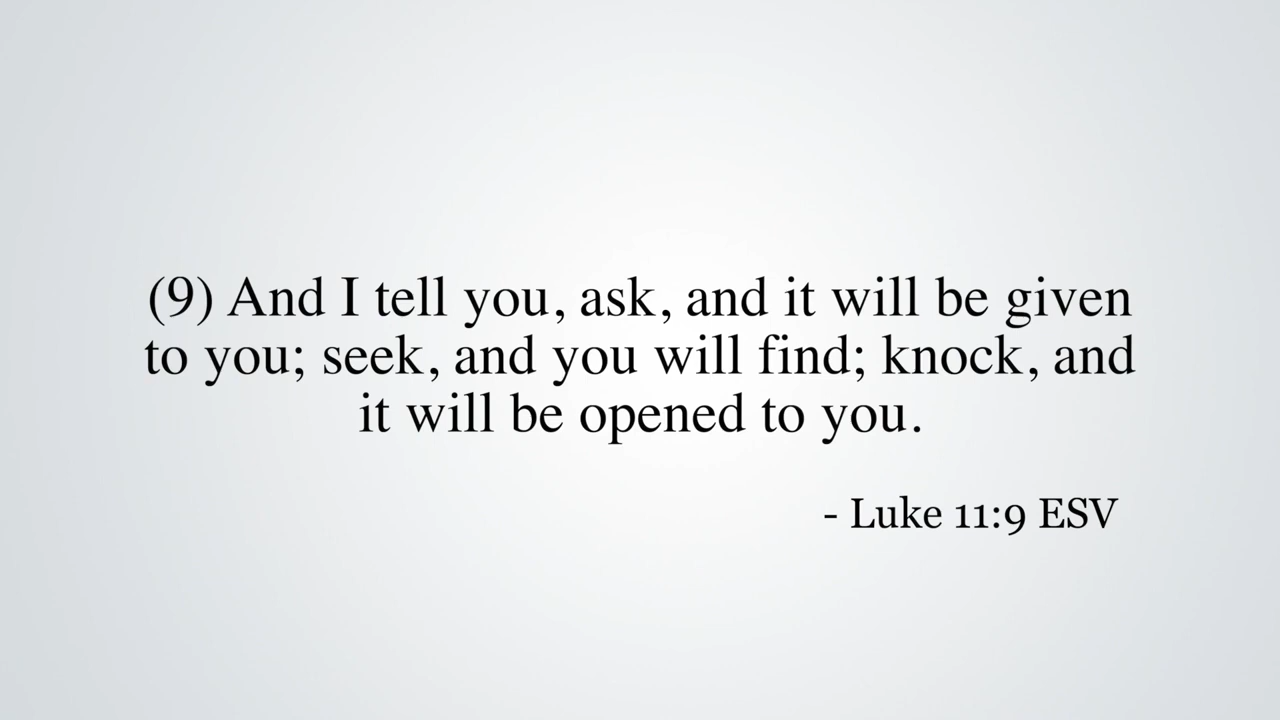 (9) And I tell you, ask, and it will be given
to you; seek, and you will find; knock, and
it will be opened to you.
- Luke 11:9 ESV